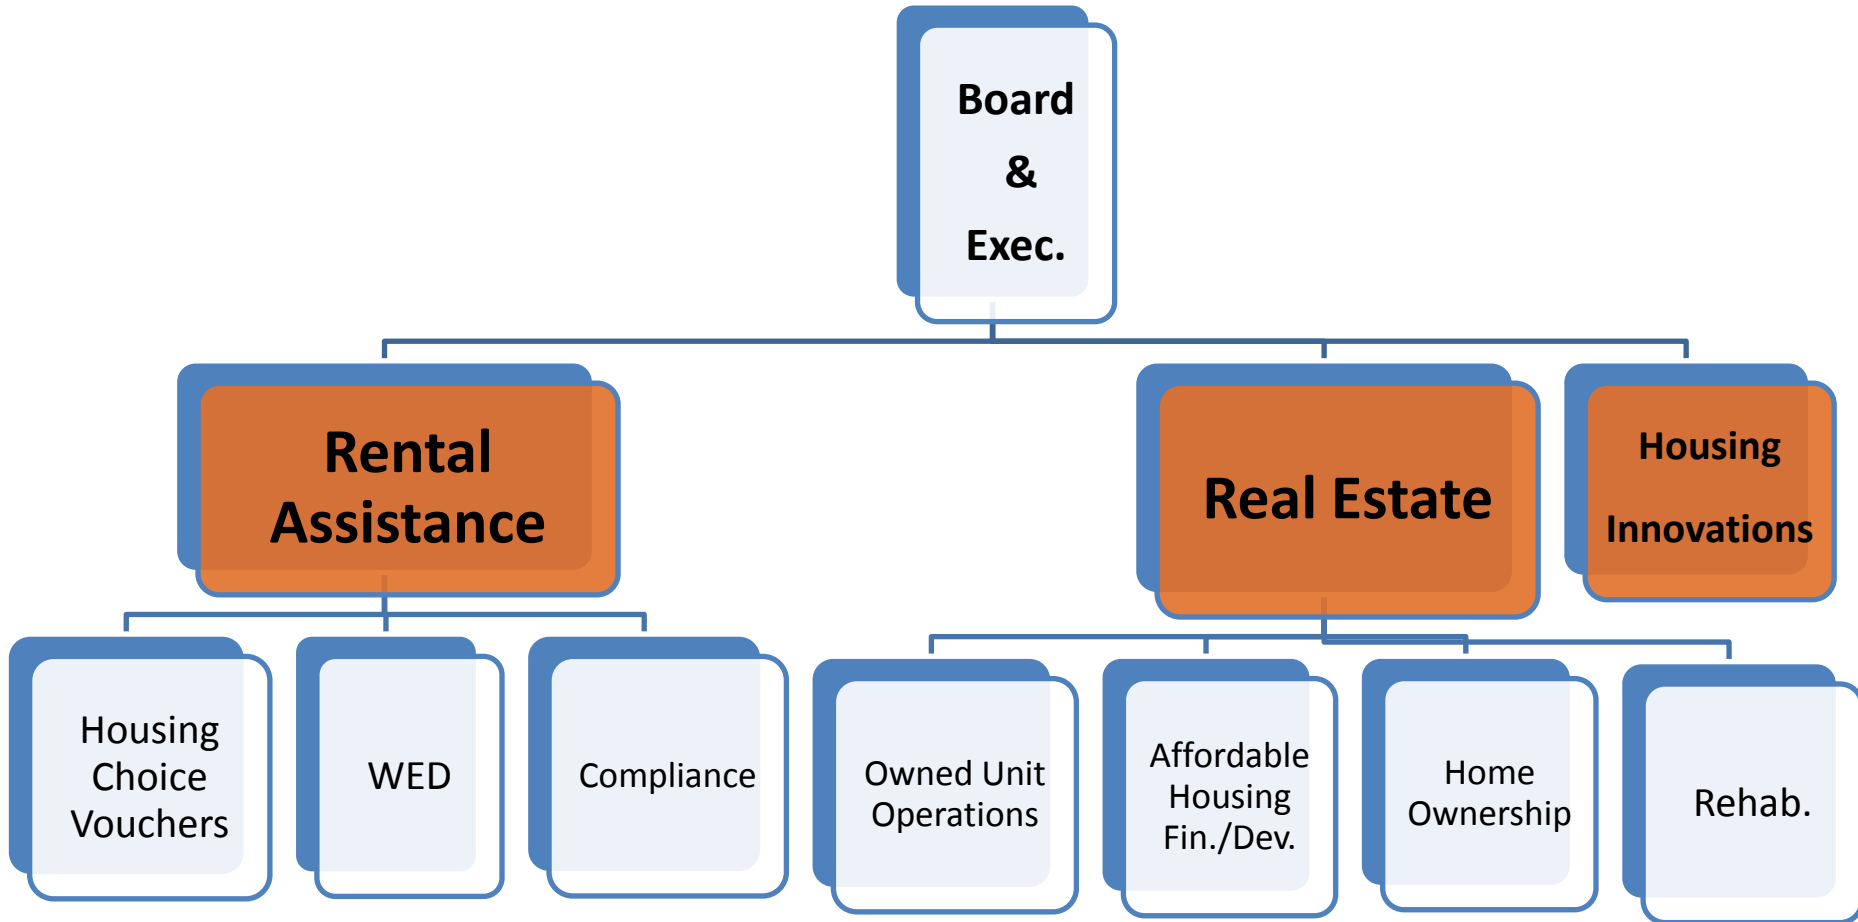 Board
&
Exec.
Rental
Assistance
Real Estate
Housing
Innovations
Housing
Choice
Vouchers
WED
Compliance
Owned Unit
Operations
Affordable
Housing
Fin./Dev.
Home
Ownership
Rehab.